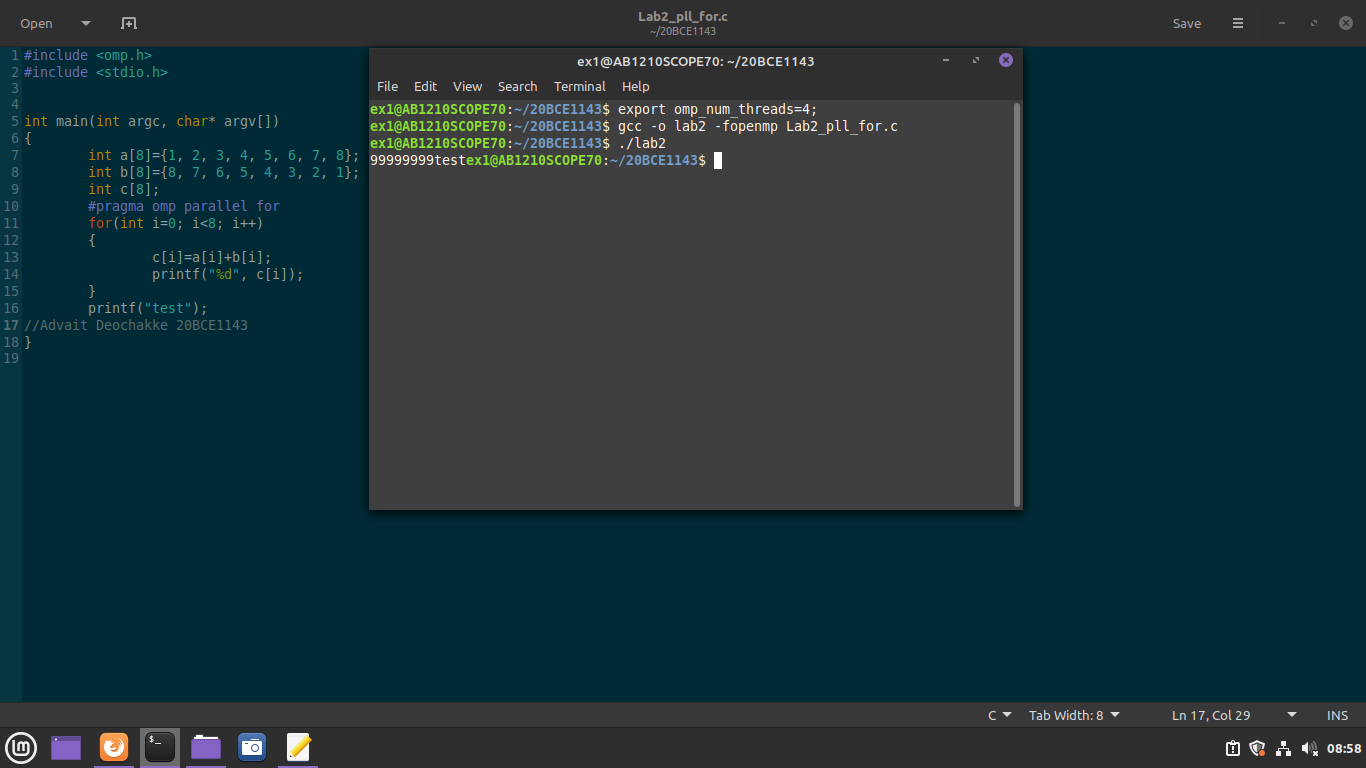 Open
Lab2_pll_for.c
~/20BCE1143
Save
1 #include <omp.h>
2 #include <stdio.h>
3
4
5 int main(int argc, char* argv[])
6 {
7 int a[8]={1, 2, 3, 4, 5, 6, 7, 8};
8 int b[8]={8, 7, 6, 5, 4, 3, 2, 1};
9 int c[8];
10 #pragma omp parallel for
11 for(int i=0; i<8; i++)
12 {
13 c[i]=a[i]+b[i];
14 printf("%d", c[i]);
15 }
16 printf("test");
17 //Advait Deochakke 20BCE1143
18 }
19
ex1@AB1210SCOPE70: ~/20BCE1143
File Edit View Search Terminal Help
ex1@AB1210SCOPE70:~/20BCE1143$ export omp_num_threads=4;
ex1@AB1210SCOPE70:~/20BCE1143$ gcc -o lab2 -fopenmp Lab2_pll_for.c
ex1@AB1210SCOPE70:~/20BCE1143$ ./lab2
99999999testex1@AB1210SCOPE70:~/20BCE1143$
C Tab Width: 8 Ln 17, Col 29 INS
08:58